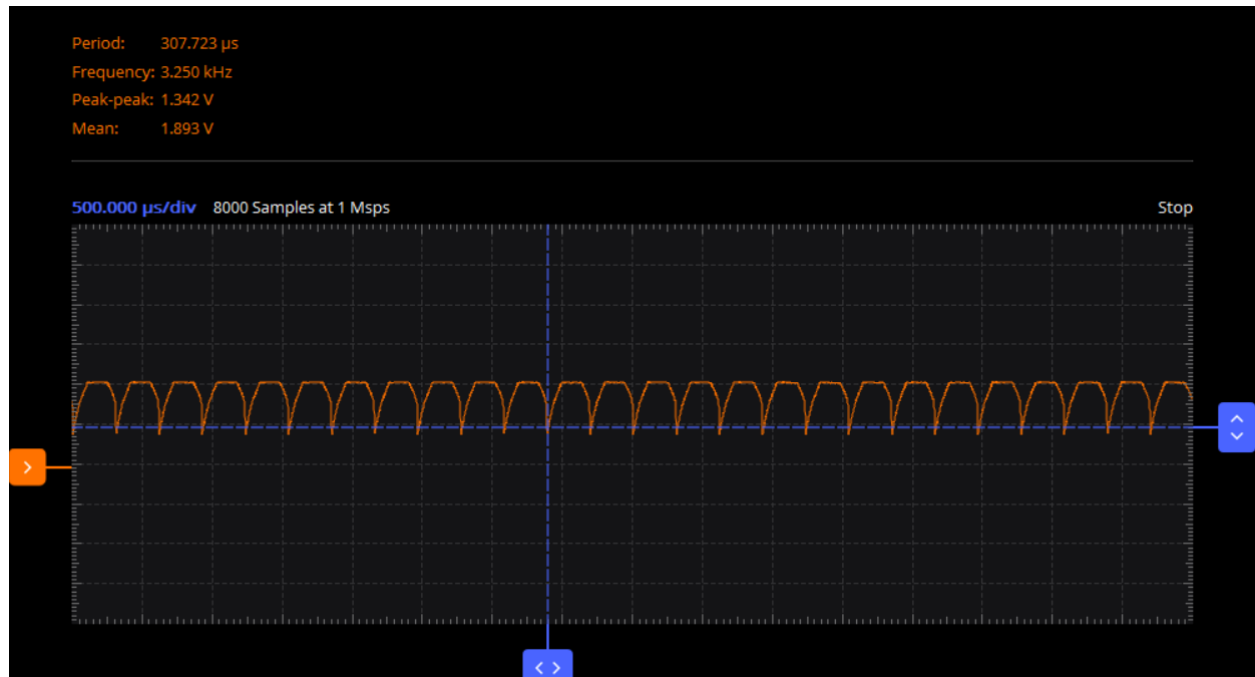 Period: 307.723 µs
Frequency: 3.250 kHz
Peak-peak: 1.342 V
Mean: 1.893 V
500.000 µs/div 8000 Samples at 1 Msps Stop